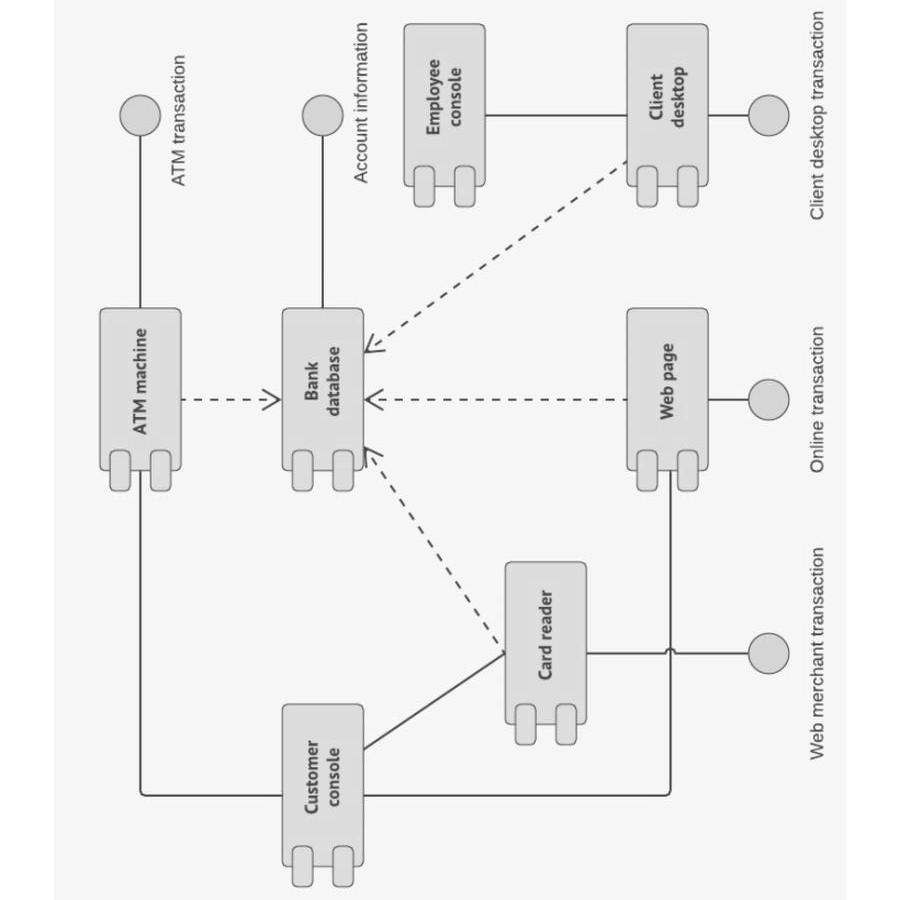 ATM machine
ATM transaction
Customer
console
Bank
database
Account information
Employee
console
Card reader
Web page
Client
desktop
Web merchant transaction
Online transaction
Client desktop transaction